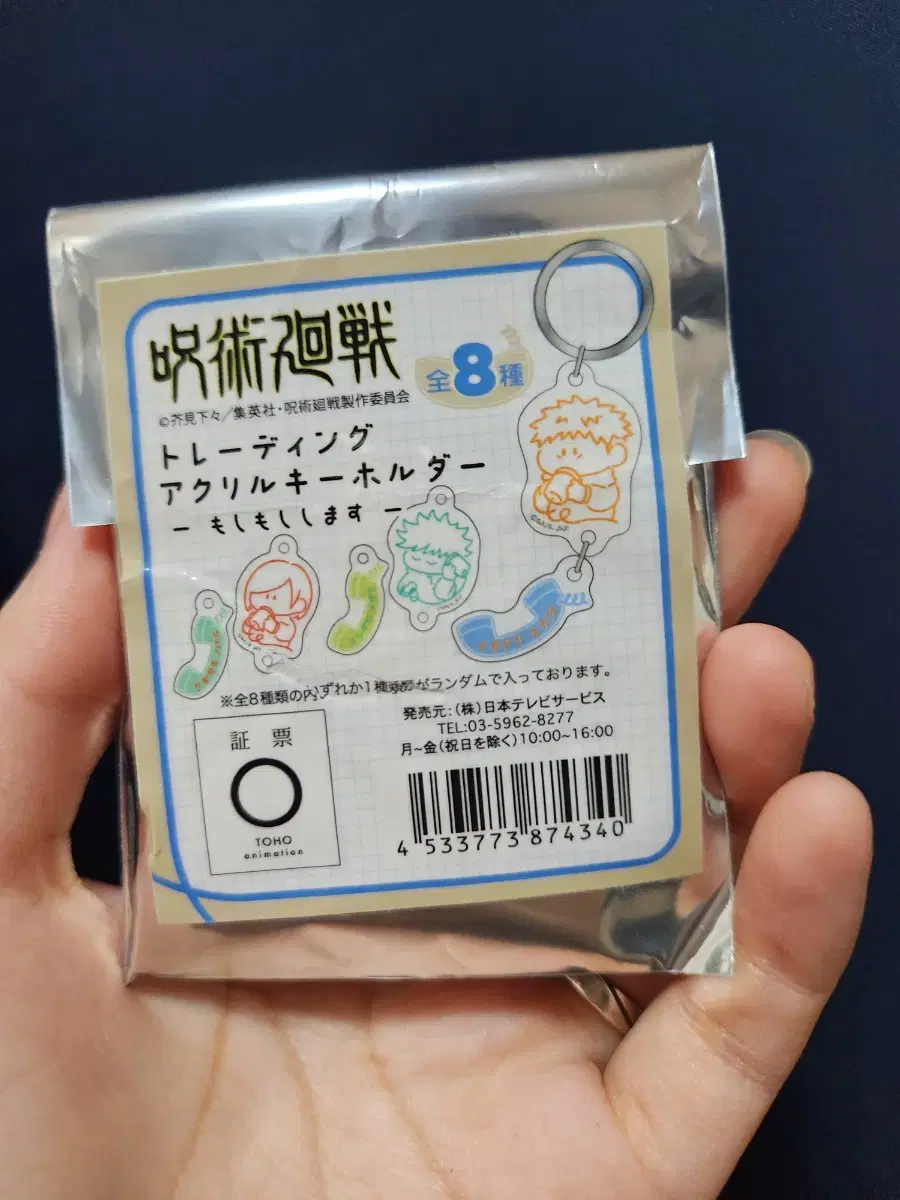 呪術廻戦
全8種
©芥見下々/集英社・呪術廻戦製作委員会
トレーディング
アクリルキーホルダー
ー もしもしします ー
※全8種類の内いずれか1種類がランダムで入っております。
発売元:(株)日本テレビサービス
TEL:03-5962-8277
月~金(祝日を除く)10:00~16:00
証 票
TOHO
animation
4 533773 874340